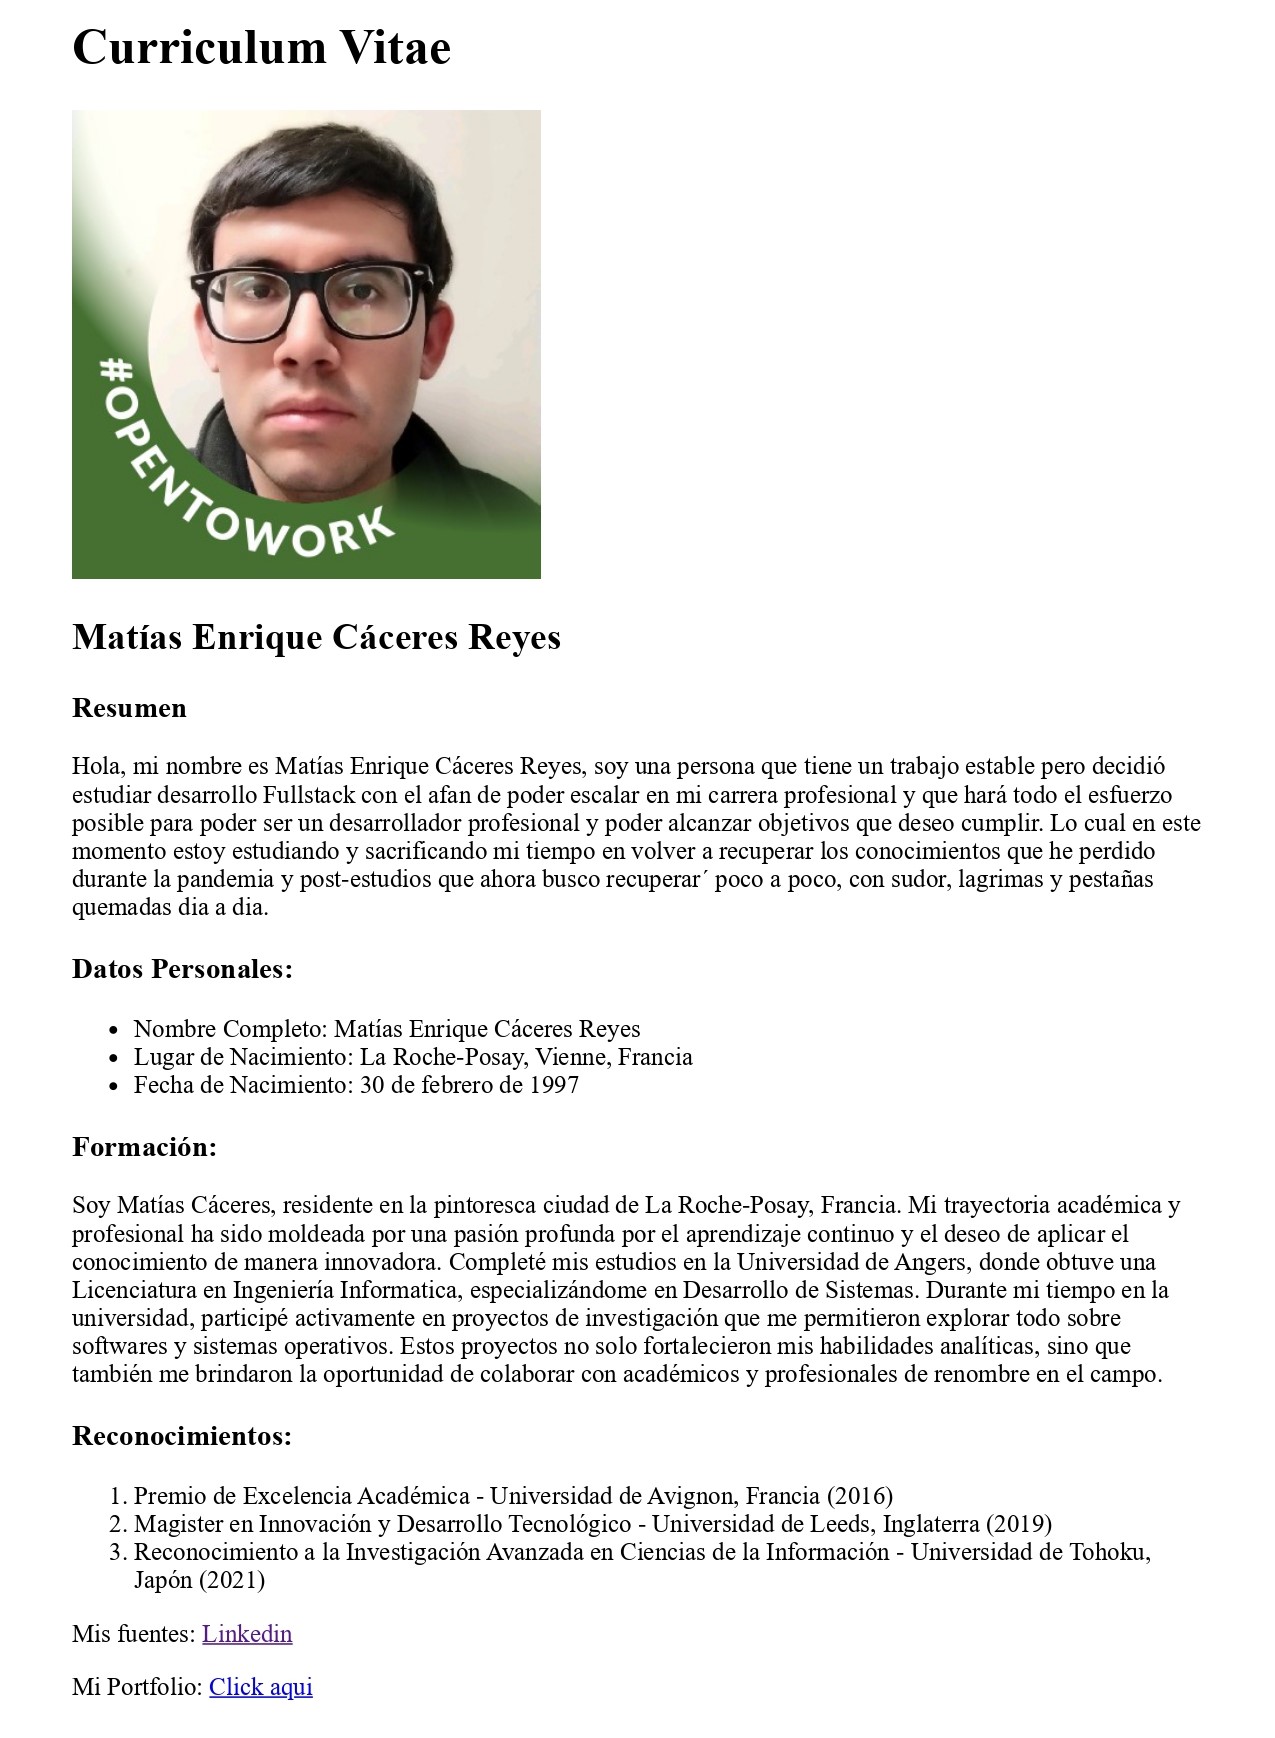 Curriculum Vitae
#OPENTOWORK
Matías Enrique Cáceres Reyes
Resumen
Hola, mi nombre es Matías Enrique Cáceres Reyes, soy una persona que tiene un trabajo estable pero decidió
estudiar desarrollo Fullstack con el afan de poder escalar en mi carrera profesional y que hará todo el esfuerzo
posible para poder ser un desarrollador profesional y poder alcanzar objetivos que deseo cumplir. Lo cual en este
momento estoy estudiando y sacrificando mi tiempo en volver a recuperar los conocimientos que he perdido
durante la pandemia y post-estudios que ahora busco recuperar´ poco a poco, con sudor, lagrimas y pestañas
quemadas dia a dia.
Datos Personales:
• Nombre Completo: Matías Enrique Cáceres Reyes
• Lugar de Nacimiento: La Roche-Posay, Vienne, Francia
• Fecha de Nacimiento: 30 de febrero de 1997
Formación:
Soy Matías Cáceres, residente en la pintoresca ciudad de La Roche-Posay, Francia. Mi trayectoria académica y
profesional ha sido moldeada por una pasión profunda por el aprendizaje continuo y el deseo de aplicar el
conocimiento de manera innovadora. Completé mis estudios en la Universidad de Angers, donde obtuve una
Licenciatura en Ingeniería Informatica, especializándome en Desarrollo de Sistemas. Durante mi tiempo en la
universidad, participé activamente en proyectos de investigación que me permitieron explorar todo sobre
softwares y sistemas operativos. Estos proyectos no solo fortalecieron mis habilidades analíticas, sino que
también me brindaron la oportunidad de colaborar con académicos y profesionales de renombre en el campo.
Reconocimientos:
1. Premio de Excelencia Académica - Universidad de Avignon, Francia (2016)
2. Magister en Innovación y Desarrollo Tecnológico - Universidad de Leeds, Inglaterra (2019)
3. Reconocimiento a la Investigación Avanzada en Ciencias de la Información - Universidad de Tohoku,
Japón (2021)
Mis fuentes: Linkedin
Mi Portfolio: Click aqui